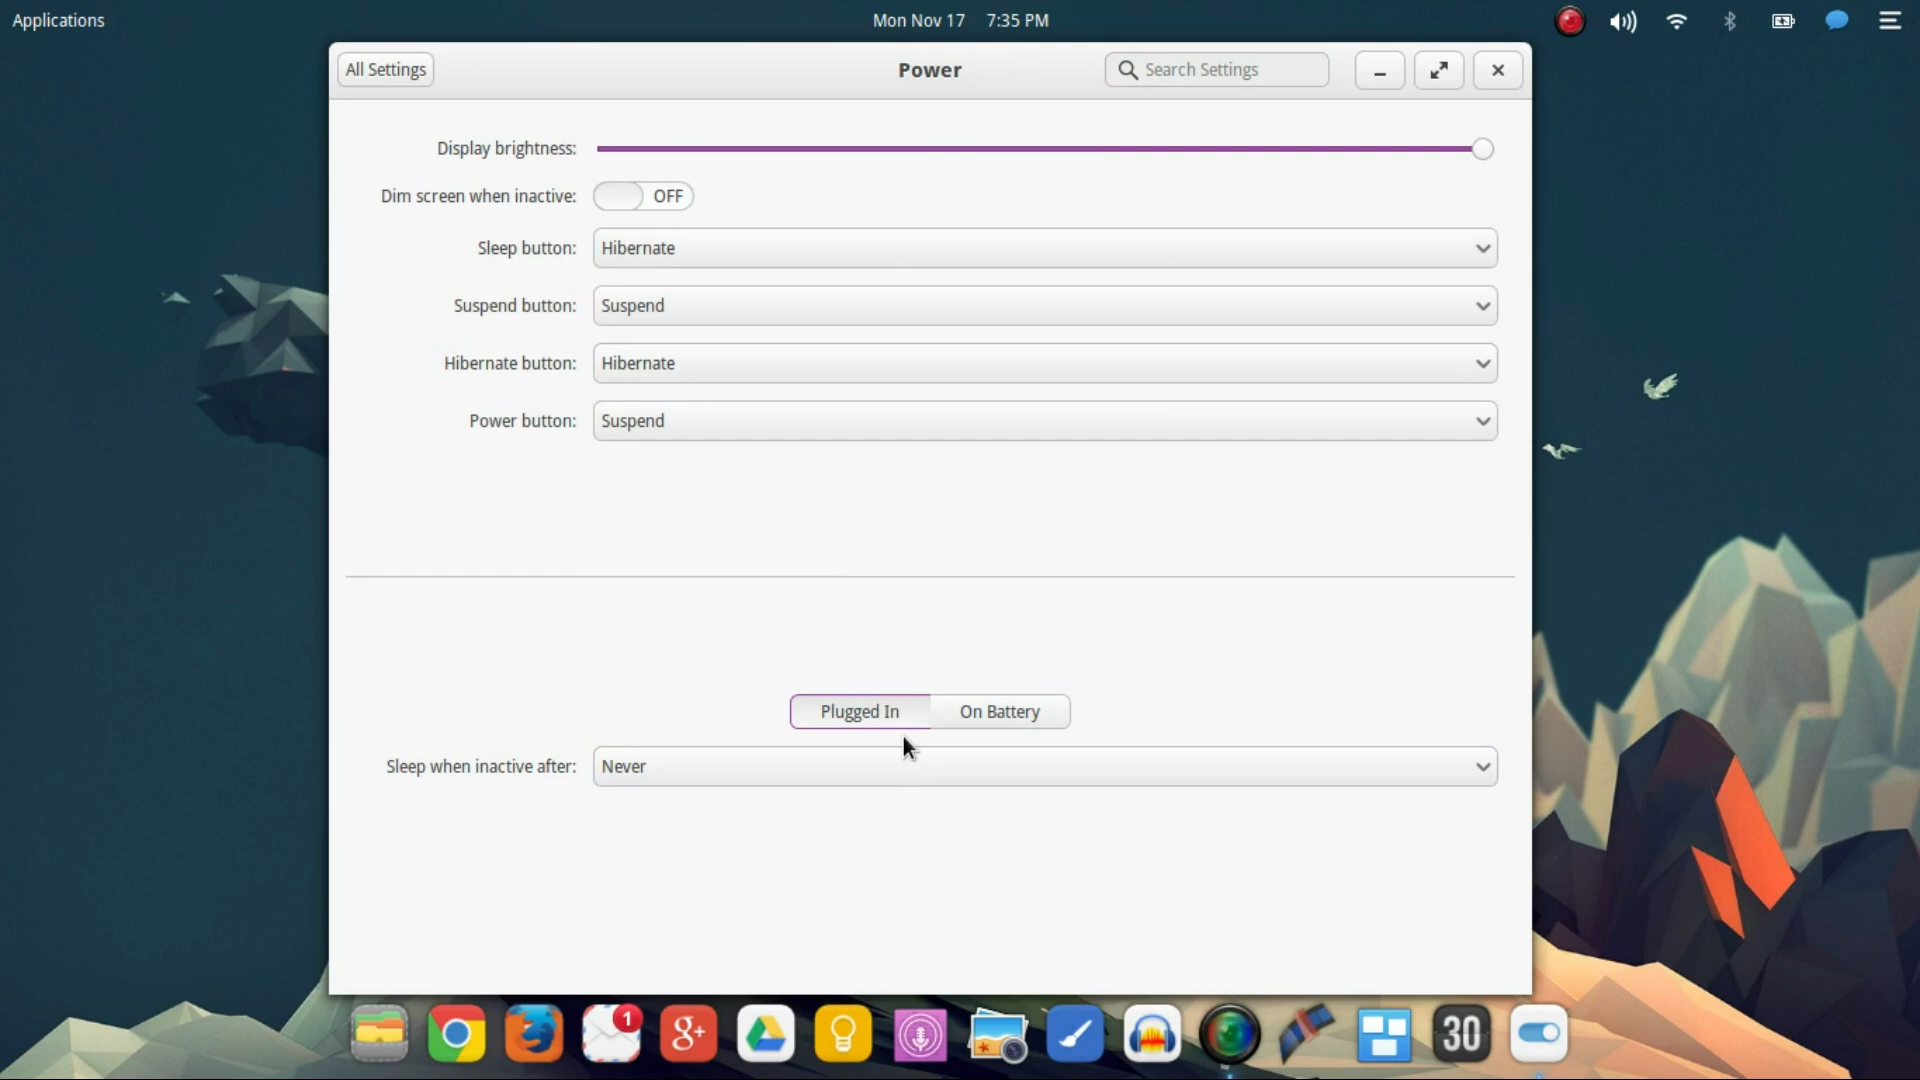 Applications
Mon Nov 17 7:35 PM
All Settings
Power
Search Settings
Display brightness:
Dim screen when inactive: OFF
Sleep button: Hibernate
Suspend button: Suspend
Hibernate button: Hibernate
Power button: Suspend
Plugged In
On Battery
Sleep when inactive after: Never
1
g+
30